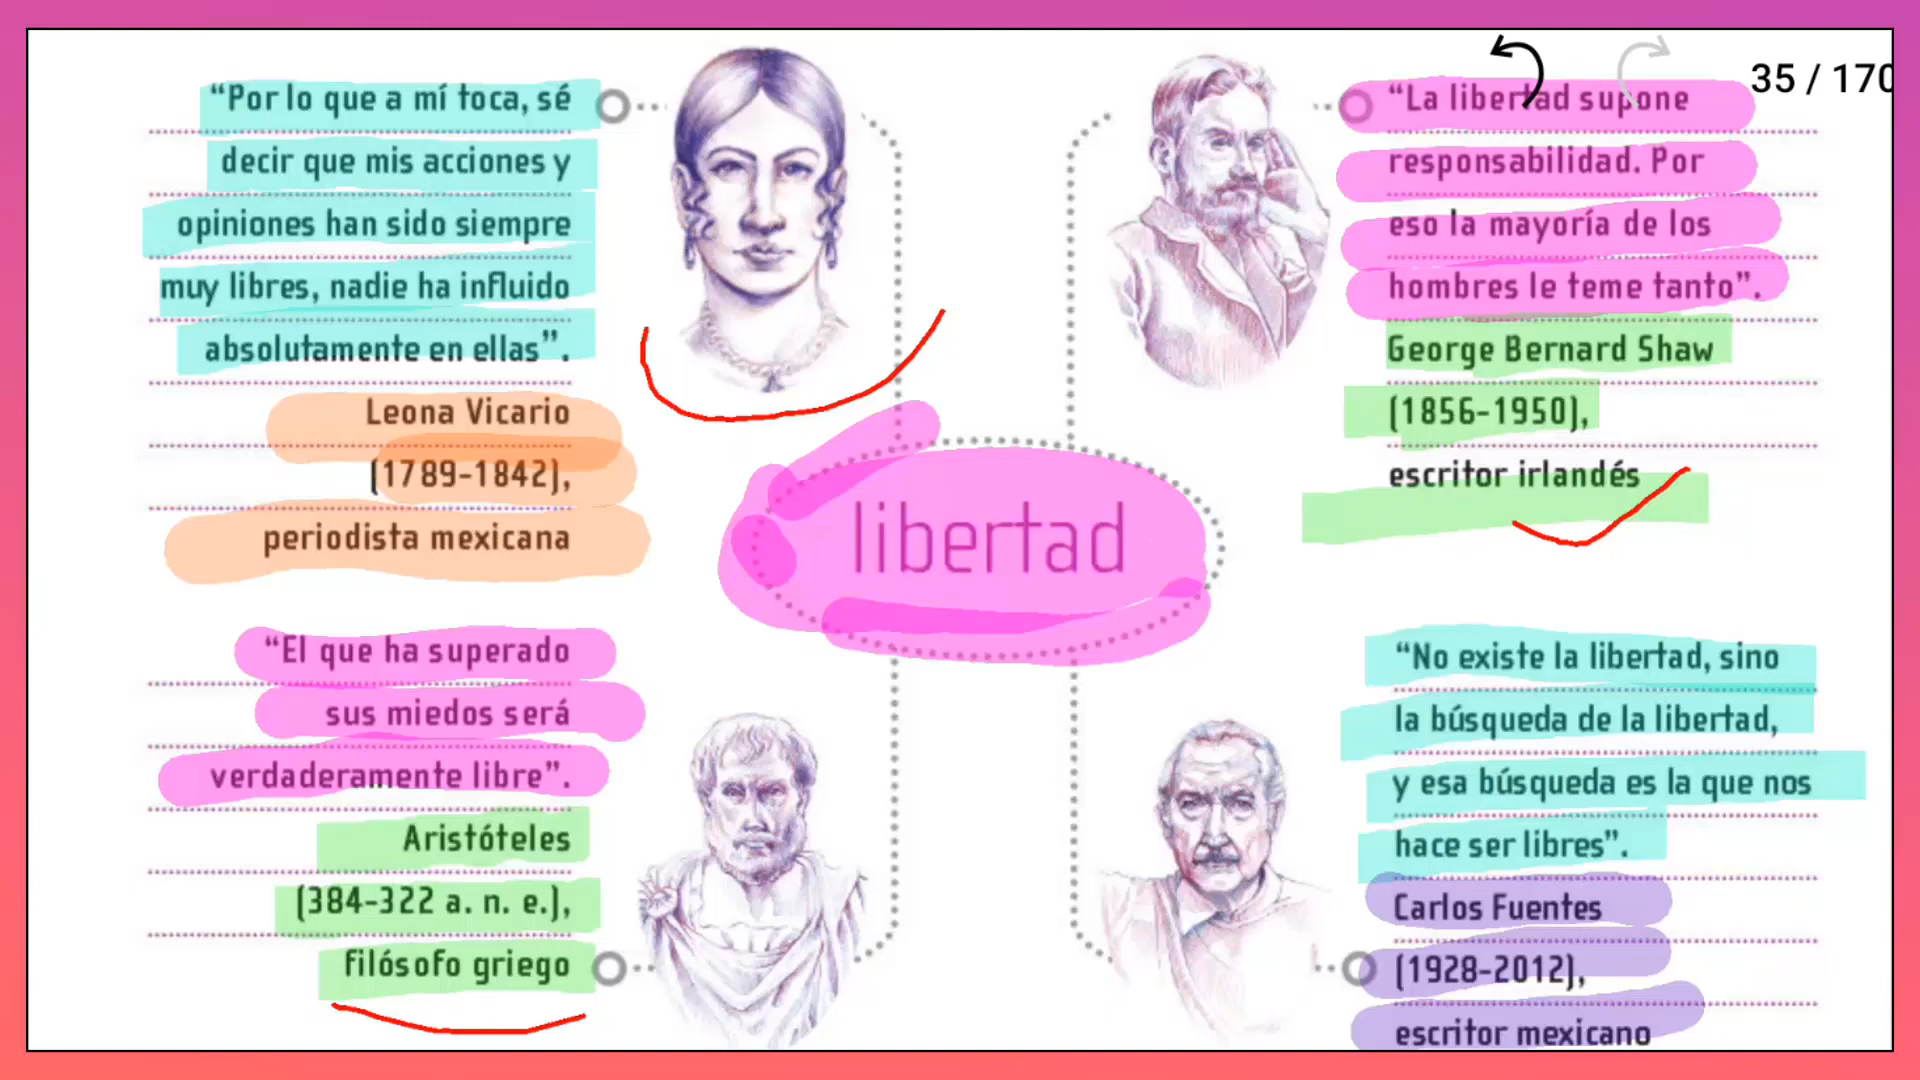 35 / 170
“Por lo que a mí toca, sé
decir que mis acciones y
opiniones han sido siempre
muy libres, nadie ha influido
absolutamente en ellas”.
Leona Vicario
(1789-1842),
periodista mexicana
“La libertad supone
responsabilidad. Por
eso la mayoría de los
hombres le teme tanto”.
George Bernard Shaw
(1856-1950),
escritor irlandés
libertad
“El que ha superado
sus miedos será
verdaderamente libre”.
Aristóteles
(384-322 a. n. e.),
filósofo griego
“No existe la libertad, sino
la búsqueda de la libertad,
y esa búsqueda es la que nos
hace ser libres”.
Carlos Fuentes
(1928-2012),
escritor mexicano